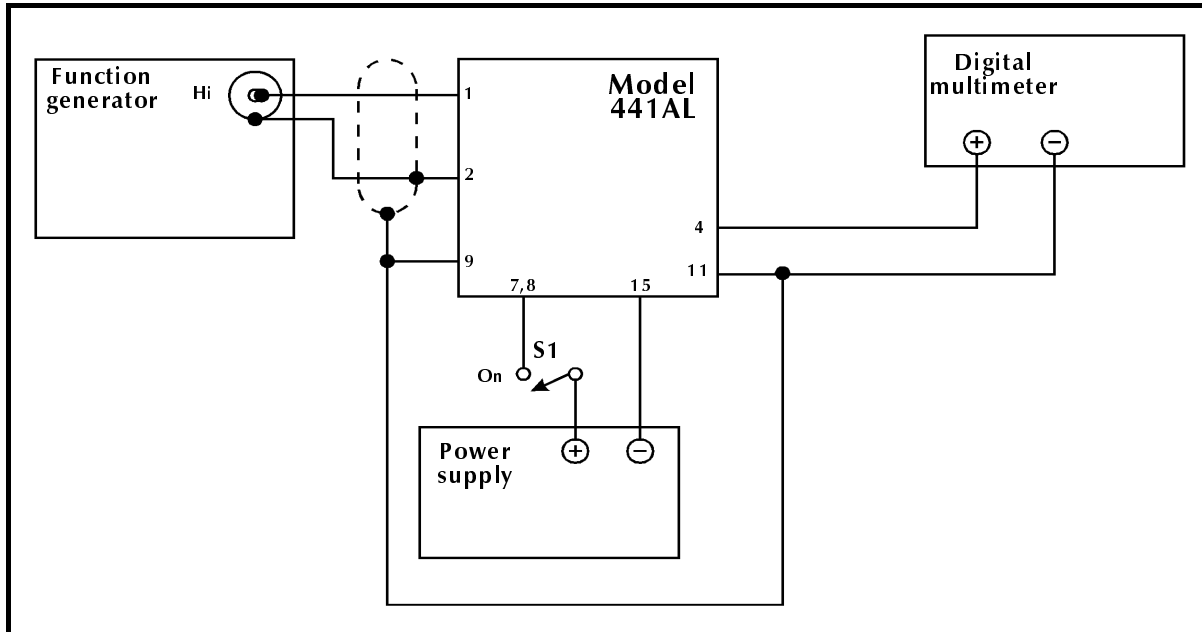 Function
generator
Hi
1
2
9
Model
441AL
4
11
7,8
15
Digital
multimeter
+
−
S1
On
Power
supply
+
−